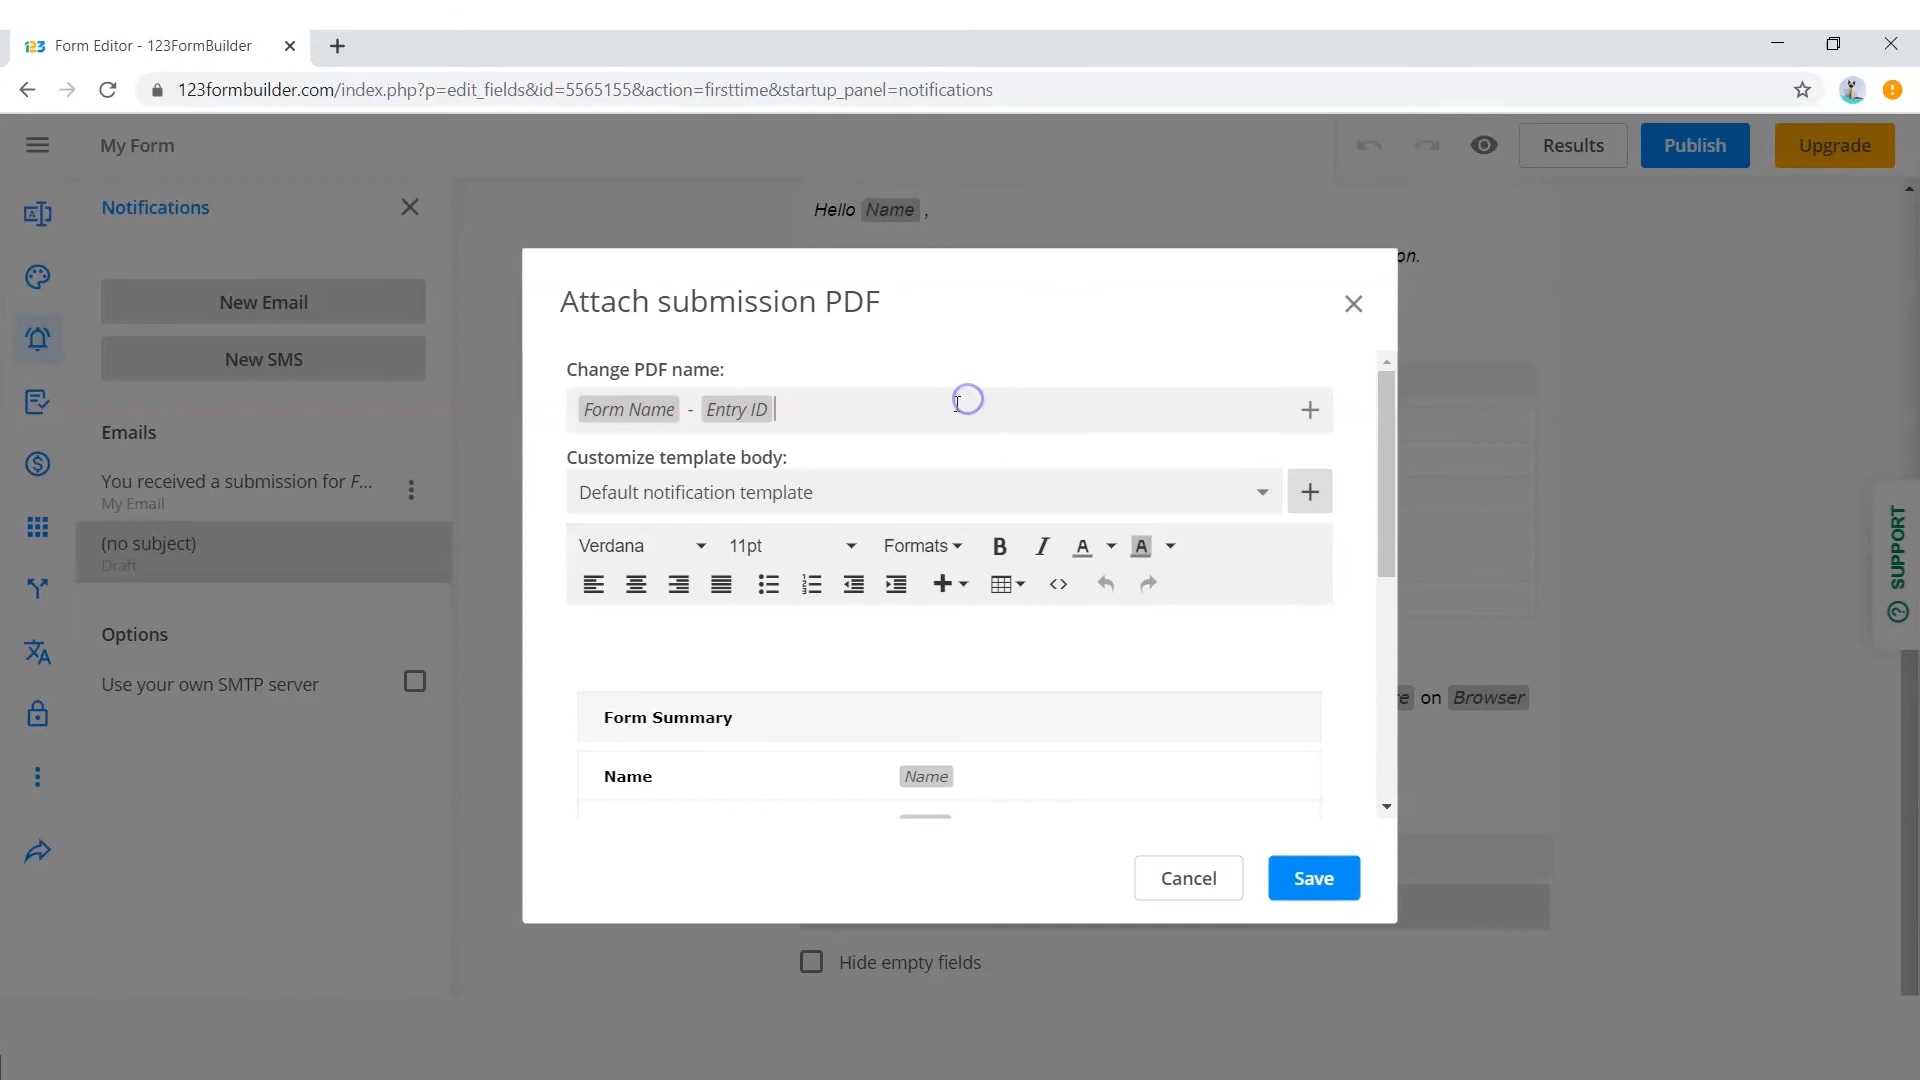 123 Form Editor - 123FormBuilder
123formbuilder.com/index.php?p=edit_fields&id=5565155&action=firsttime&startup_panel=notifications
My Form
Results
Publish
Upgrade
Notifications
New Email
New SMS
Emails
You received a submission for F...
My Email
(no subject)
Draft
Options
Use your own SMTP server
Hello Name ,
on.
Attach submission PDF
Change PDF name:
Form Name - Entry ID
Customize template body:
Default notification template
Verdana 11pt Formats B I A A
Form Summary
Name Name
Cancel
Save
on Browser
Hide empty fields
SUPPORT